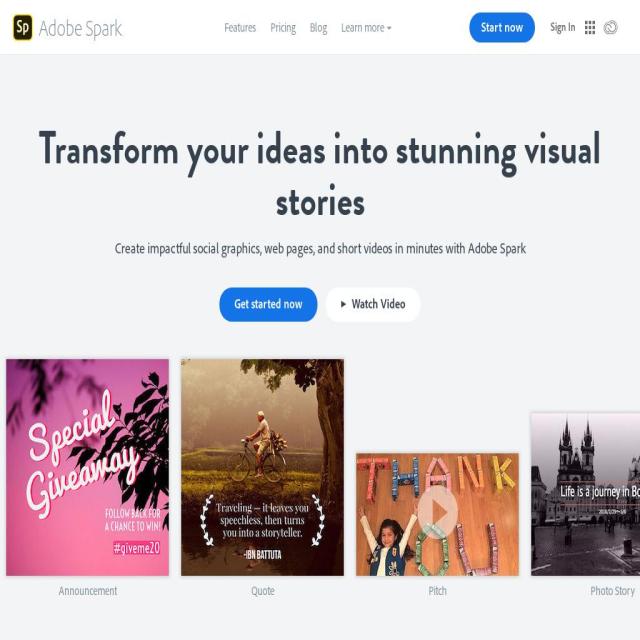 Sp Adobe Spark
Features Pricing Blog Learn more
Start now
Sign In
Transform your ideas into stunning visual
stories
Create impactful social graphics, web pages, and short videos in minutes with Adobe Spark
Get started now
Watch Video
Special
Giveaway
FOLLOW BACK FOR
A CHANCE TO WIN!
#giveme20
Announcement
Traveling – it leaves you
speechless, then turns
you into a storyteller.
-IBN BATTUTA
Quote
THANK
YOU
Pitch
Life is a journey in Bo
Photo Story